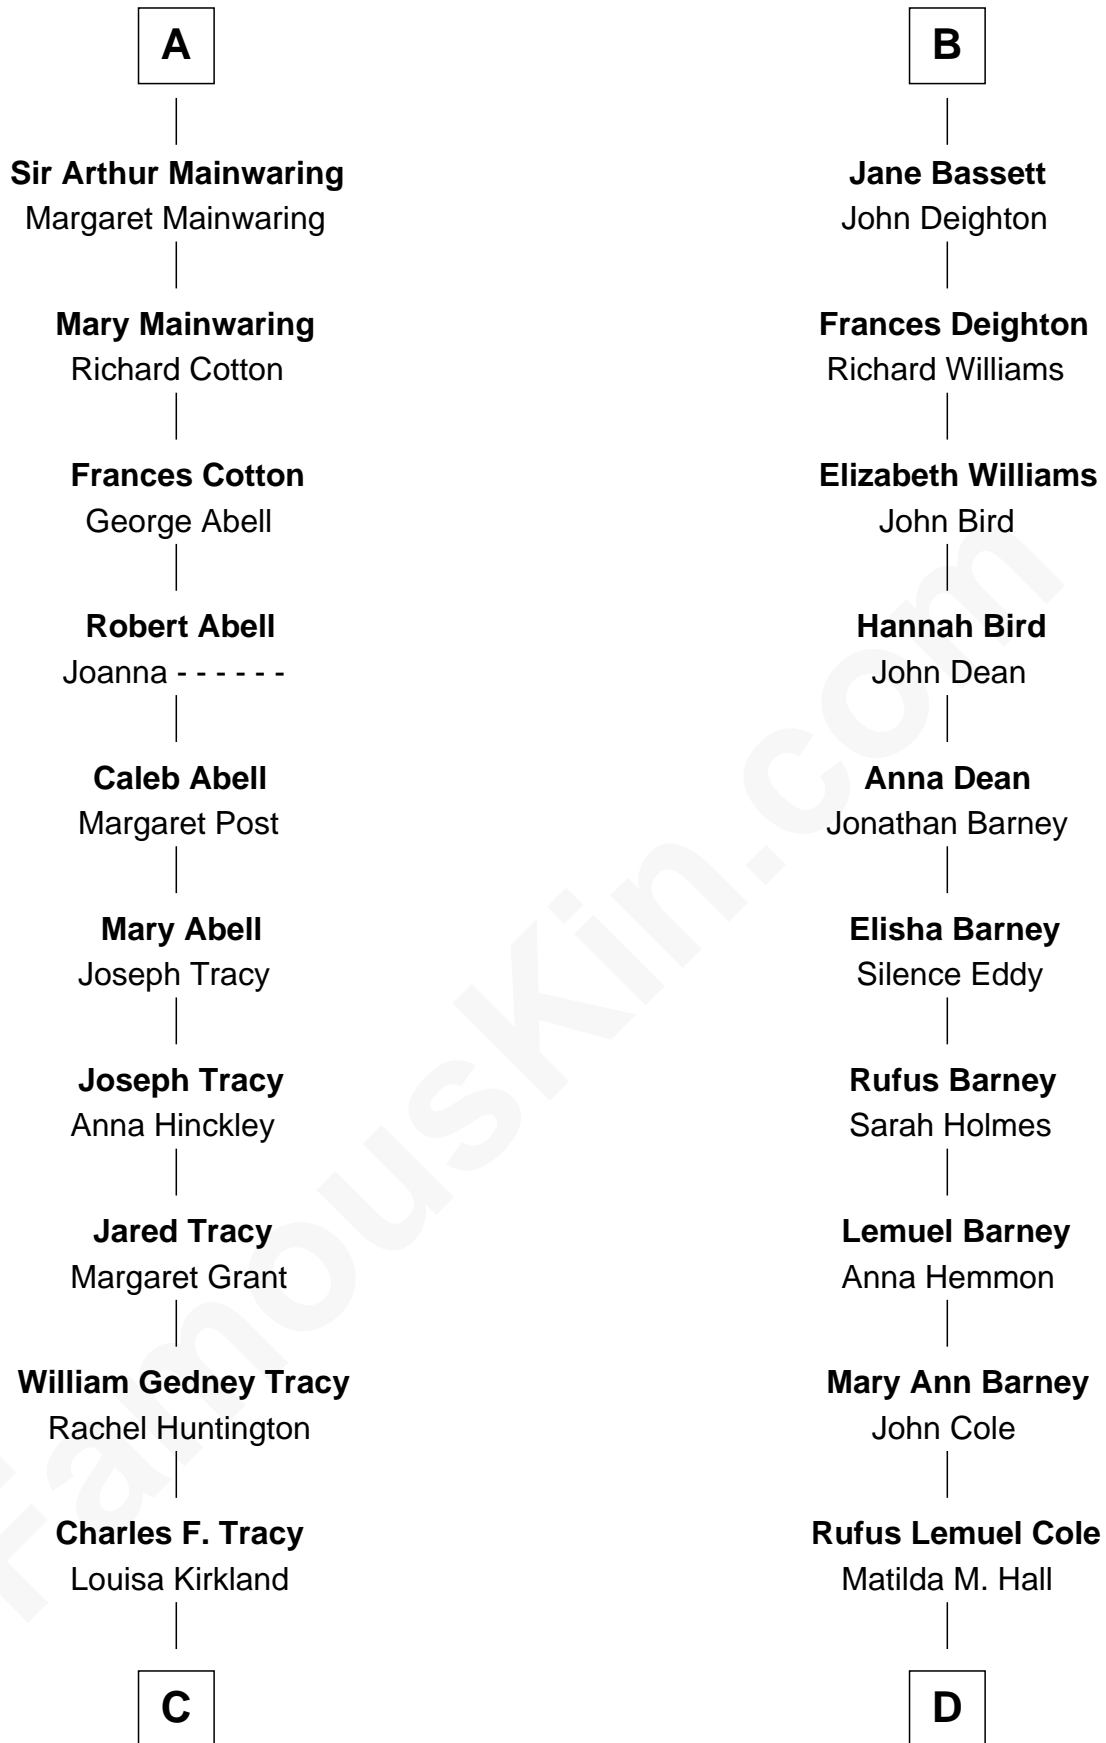 A
Sir Arthur Mainwaring
Margaret Mainwaring
Mary Mainwaring
Richard Cotton
Frances Cotton
George Abell
Robert Abell
Joanna - - - - - -
Caleb Abell
Margaret Post
Mary Abell
Joseph Tracy
Joseph Tracy
Anna Hinckley
Jared Tracy
Margaret Grant
William Gedney Tracy
Rachel Huntington
Charles F. Tracy
Louisa Kirkland
C
B
Jane Bassett
John Deighton
Frances Deighton
Richard Williams
Elizabeth Williams
John Bird
Hannah Bird
John Dean
Anna Dean
Jonathan Barney
Elisha Barney
Silence Eddy
Rufus Barney
Sarah Holmes
Lemuel Barney
Anna Hemmon
Mary Ann Barney
John Cole
Rufus Lemuel Cole
Matilda M. Hall
D
FamousKin.com